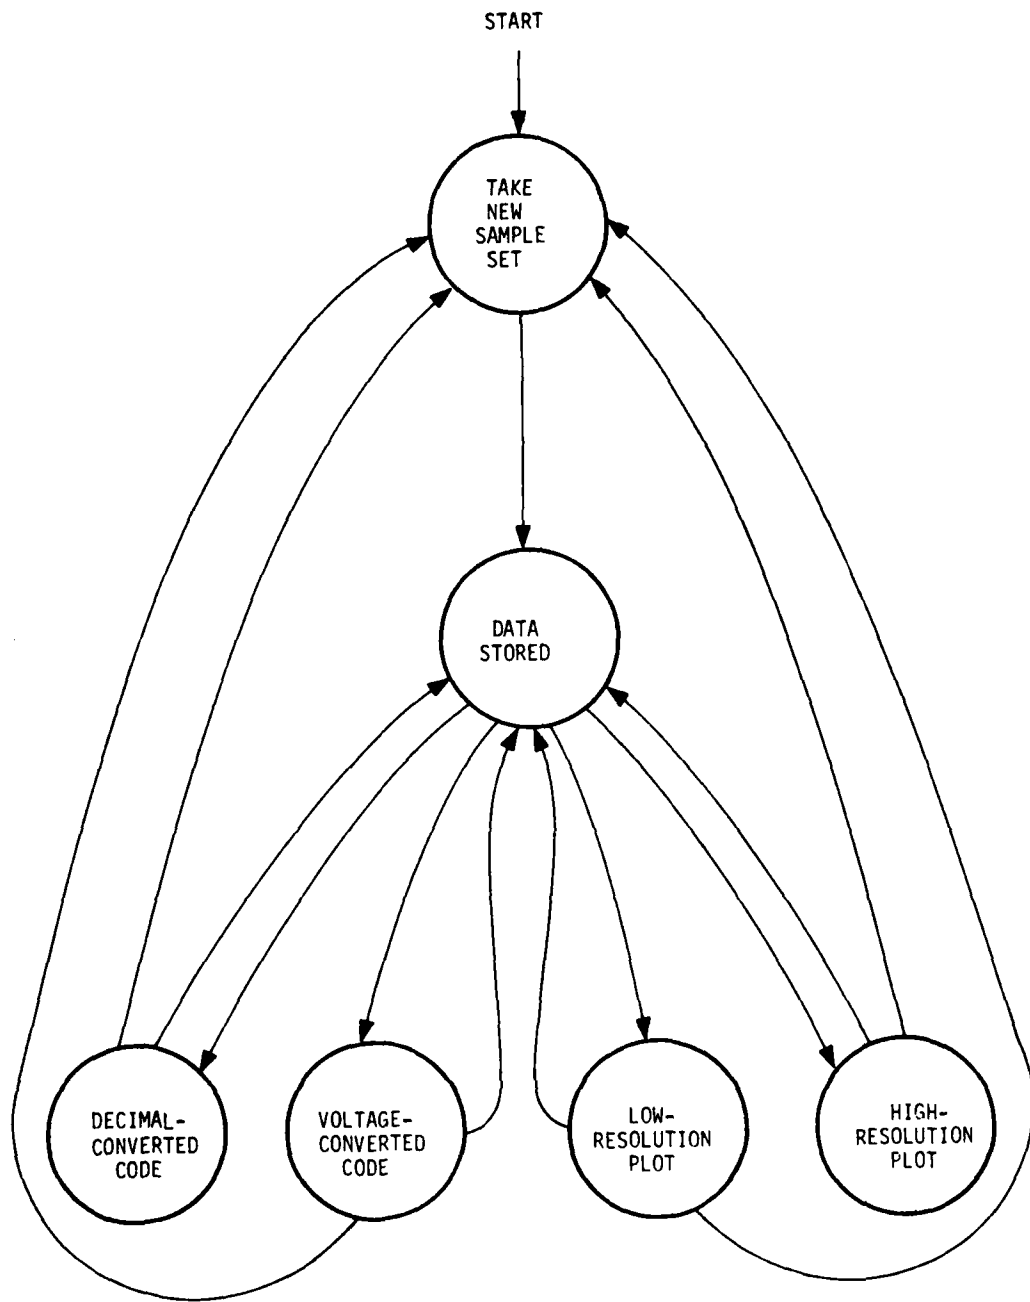 START
TAKE
NEW
SAMPLE
SET
DATA
STORED
DECIMAL-
CONVERTED
CODE
VOLTAGE-
CONVERTED
CODE
LOW-
RESOLUTION
PLOT
HIGH-
RESOLUTION
PLOT